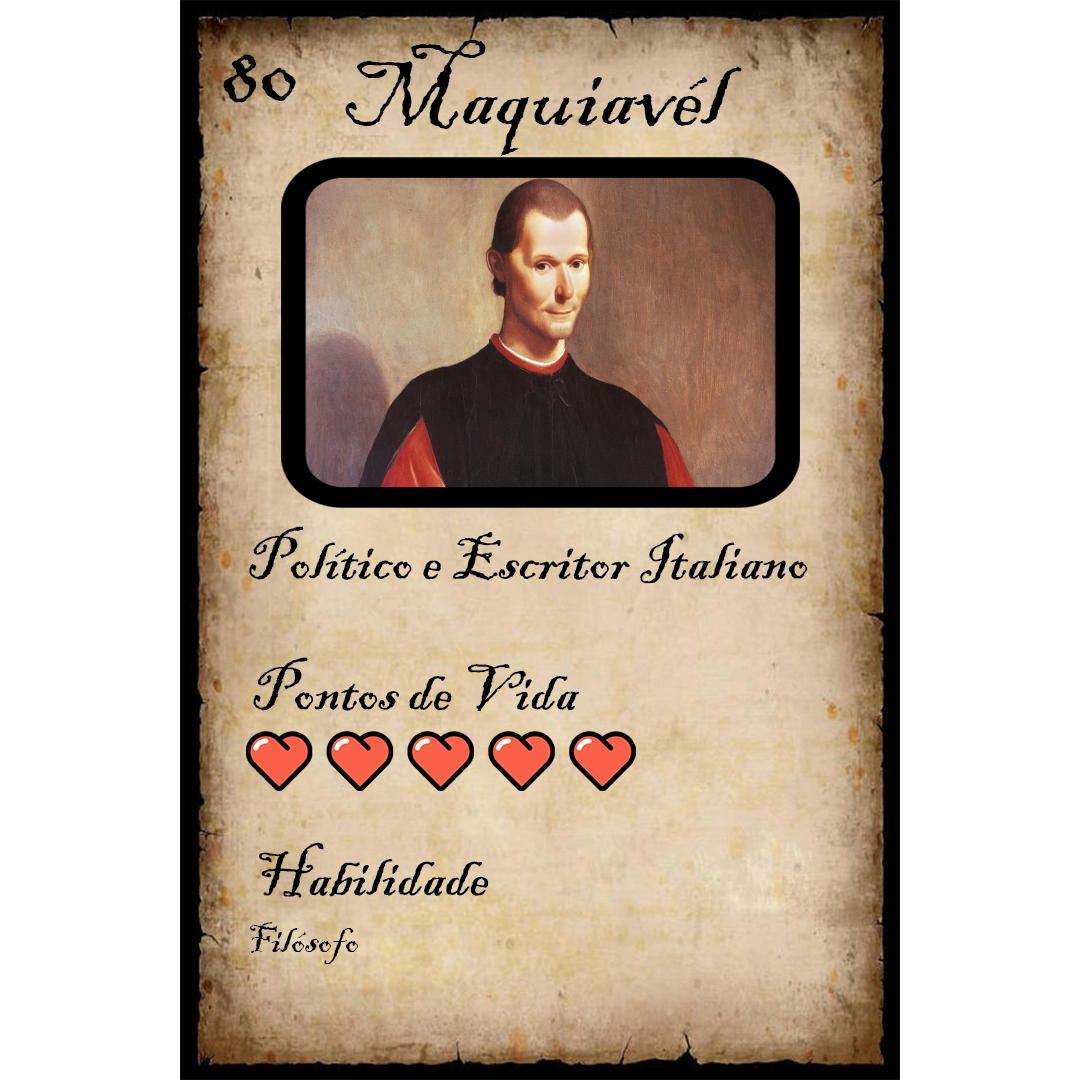 80 Maquiavél
Político e Escritor Italiano
Pontos de Vida
Habilidade
Filósofo